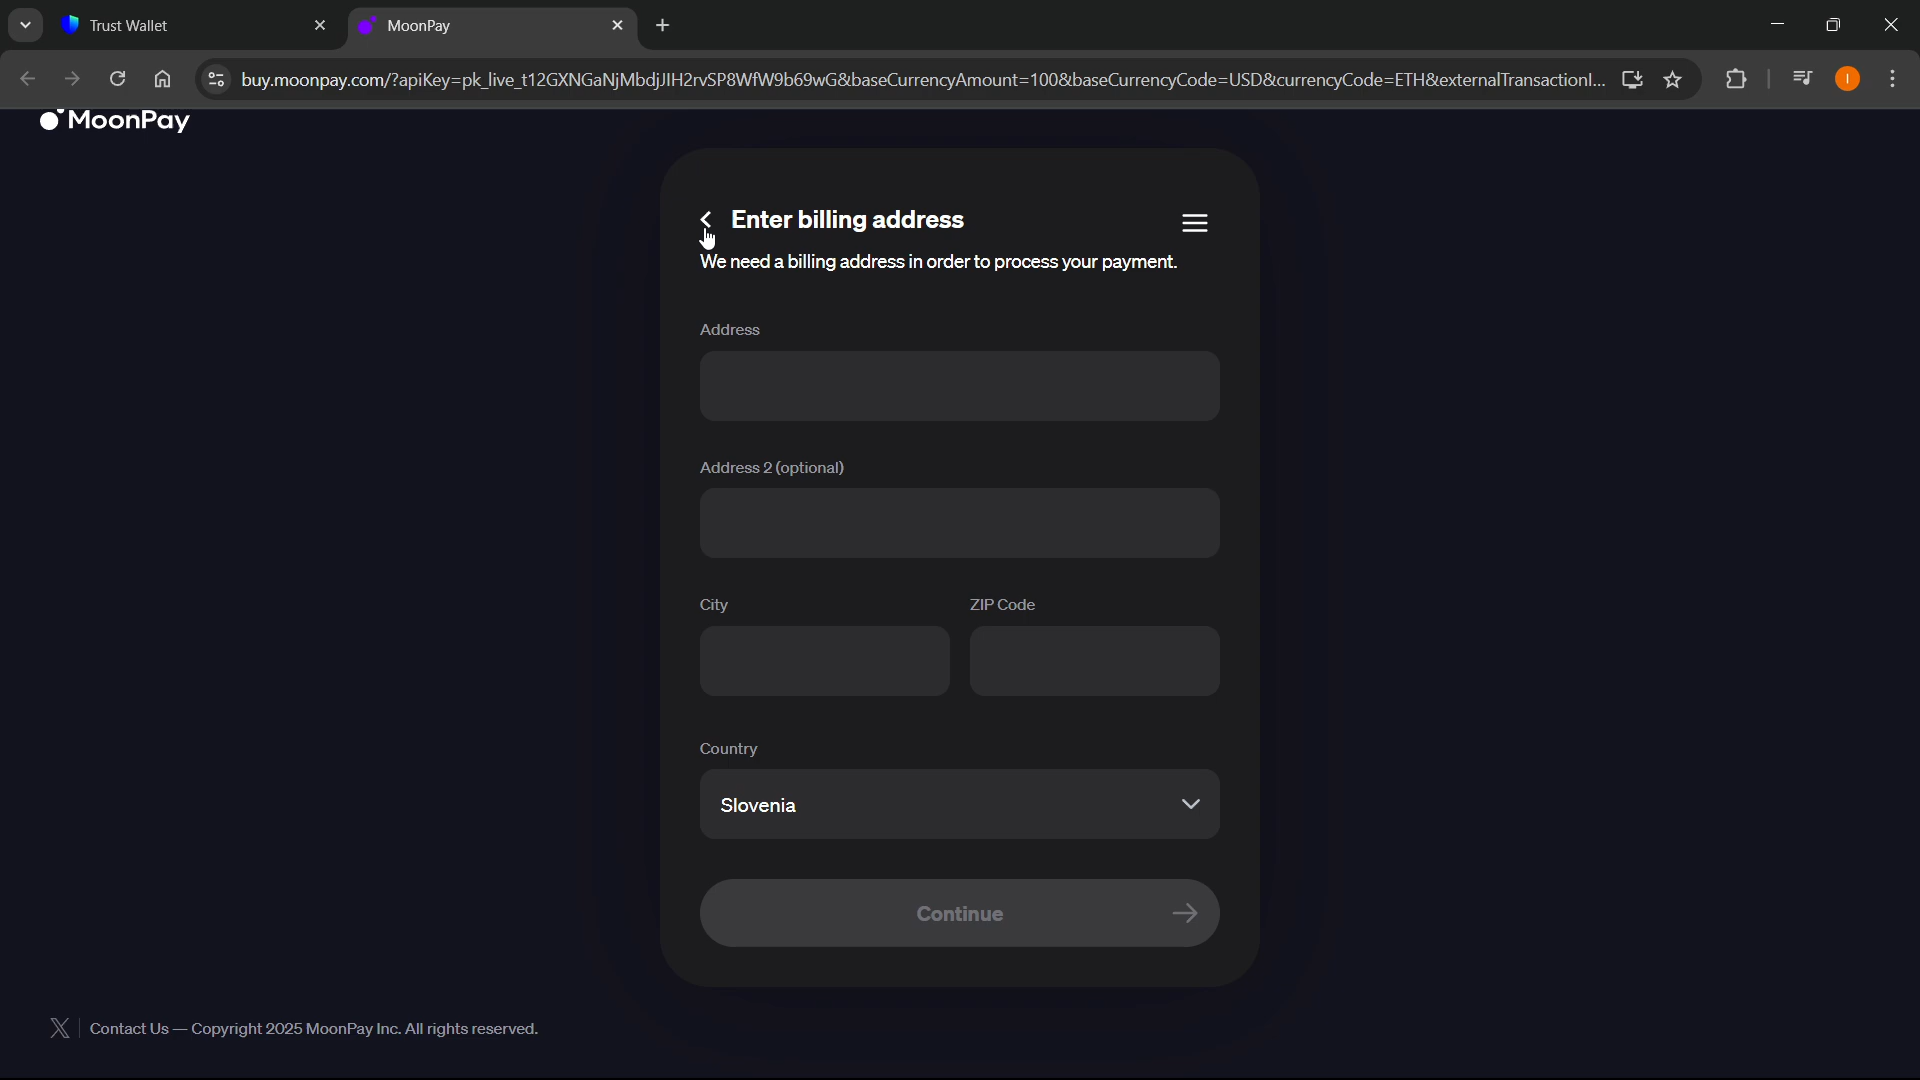 Trust Wallet
MoonPay
buy.moonpay.com/?apiKey=pk_live_t12GXNGaNjMbdjJIH2rvSP8WfW9b69wG&baseCurrencyAmount=100&baseCurrencyCode=USD&currencyCode=ETH&externalTransactionI...
I
MoonPay
Enter billing address
We need a billing address in order to process your payment.
Address
Address 2 (optional)
City
ZIP Code
Country
Slovenia
Continue
Contact Us — Copyright 2025 MoonPay Inc. All rights reserved.